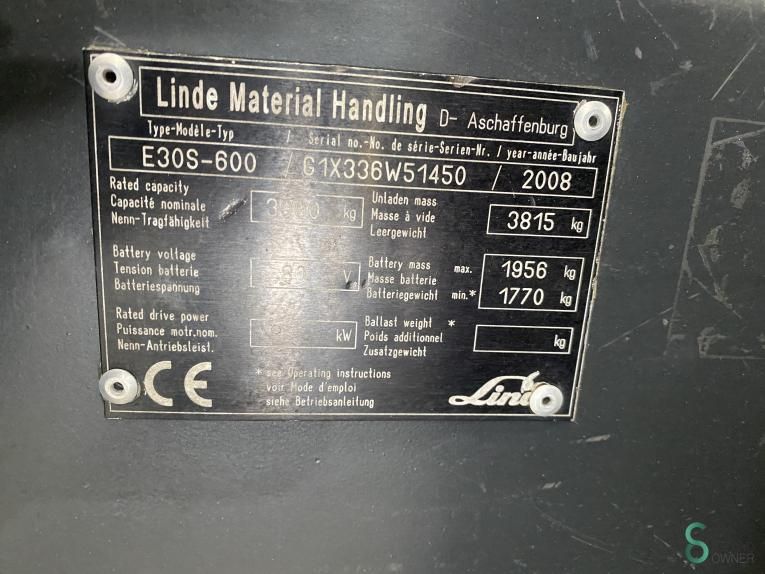 Linde Material Handling D- Aschaffenburg
Type-Modèle-Typ / Serial no.-No. de série-Serien-Nr. / year-année-Baujahr
E30S-600 / G1X336W51450 / 2008
Rated capacity
Capacité nominale
Nenn-Tragfähigkeit
kg
Unladen mass
Masse à vide
Leergewicht
3815 kg
Battery voltage
Tension batterie
Batteriespannung
V
Battery mass max. 1956 kg
Masse batterie
Batteriegewicht min.* 1770 kg
Rated drive power
Puissance motr.nom.
Nenn-Antriebsleist.
kW
Ballast weight *
Poids additionnel
Zusatzgewicht
kg
CE
* see Operating instructions
voir Mode d'emploi
siehe Betriebsanleitung
Linde
OWNER